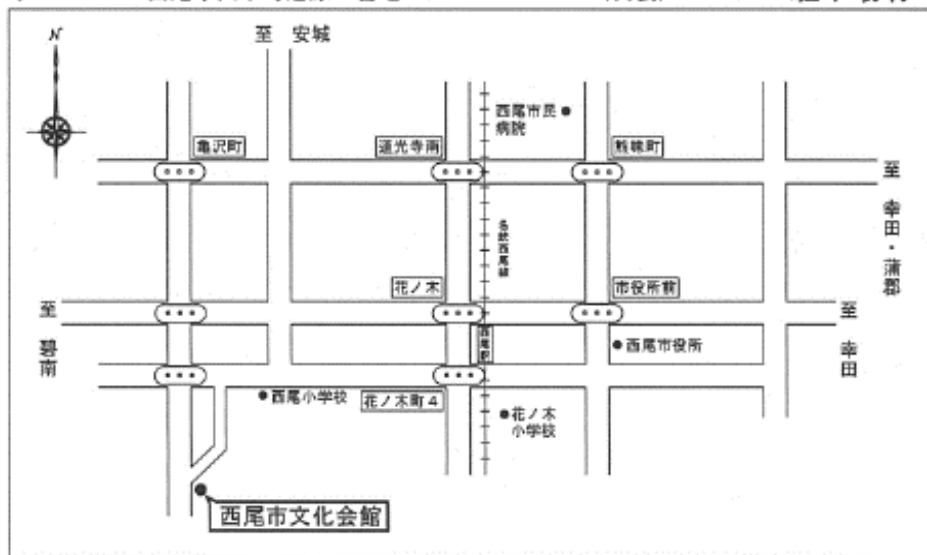 N
至 安城
西尾市民
病院
亀沢町
道光寺南
熊味町
至 幸田・蒲郡
名鉄西尾線
花ノ木
市役所前
至 碧南
至 幸田
西尾駅
西尾市役所
西尾小学校
花ノ木町4
花ノ木
小学校
西尾市文化会館